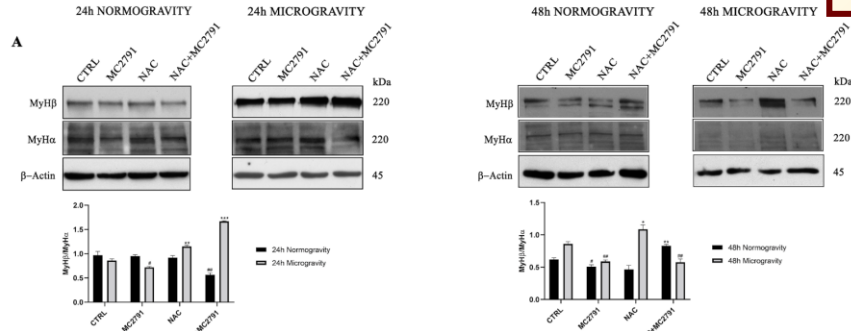 24h NORMOGRAVITY
24h MICROGRAVITY
A
CTRL
MC2791
NAC
NAC+MC2791
CTRL
MC2791
NAC
NAC+MC2791
kDa
MyHβ
220
MyHα
220
β−Actin
45
2.0
1.5
1.0
0.5
0.0
MyHβ/MyHα
#
**
##
***
24h Normogravity
24h Microgravity
CTRL
MC2791
NAC
MC2791
48h NORMOGRAVITY
48h MICROGRAVITY
CTRL
MC2791
NAC
NAC+MC2791
CTRL
MC2791
NAC
NAC+MC2791
kDa
MyHβ
220
MyHα
220
β−Actin
45
1.5
1.0
0.5
0.0
MyHβ/MyHα
#
##
*
**
##
48h Normogravity
48h Microgravity
CTRL
MC2791
NAC
+MC2791